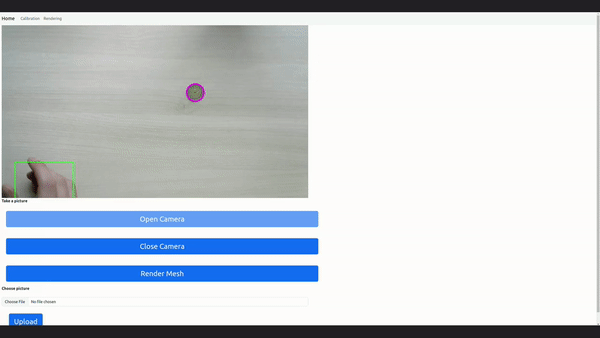 Home Calibration Rendering
Take a picture
Open Camera
Close Camera
Render Mesh
Choose picture
Choose File No file chosen
Upload